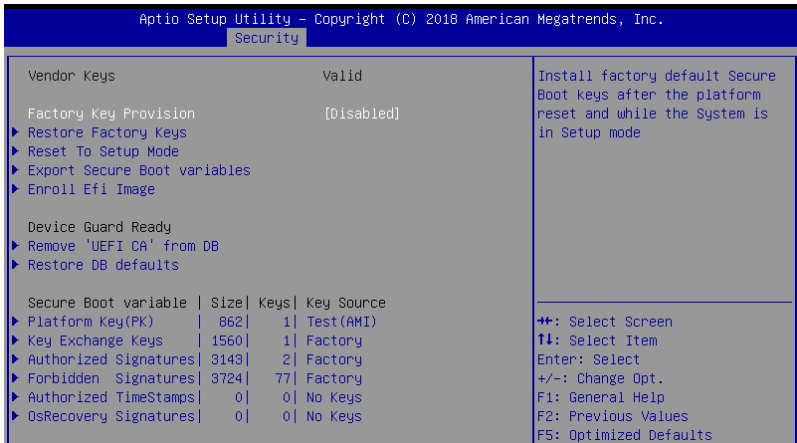 Aptio Setup Utility – Copyright (C) 2018 American Megatrends, Inc.
Security
Vendor Keys Valid
Factory Key Provision [Disabled]
Restore Factory Keys
Reset To Setup Mode
Export Secure Boot variables
Enroll Efi Image
Device Guard Ready
Remove 'UEFI CA' from DB
Restore DB defaults
Secure Boot variable | Size| Keys| Key Source
Platform Key(PK) | 862| 1| Test(AMI)
Key Exchange Keys | 1560| 1| Factory
Authorized Signatures| 3143| 2| Factory
Forbidden Signatures| 3724| 77| Factory
Authorized TimeStamps| 0| 0| No Keys
OsRecovery Signatures| 0| 0| No Keys
Install factory default Secure
Boot keys after the platform
reset and while the System is
in Setup mode
→←: Select Screen
↑↓: Select Item
Enter: Select
+/-: Change Opt.
F1: General Help
F2: Previous Values
F5: Optimized Defaults